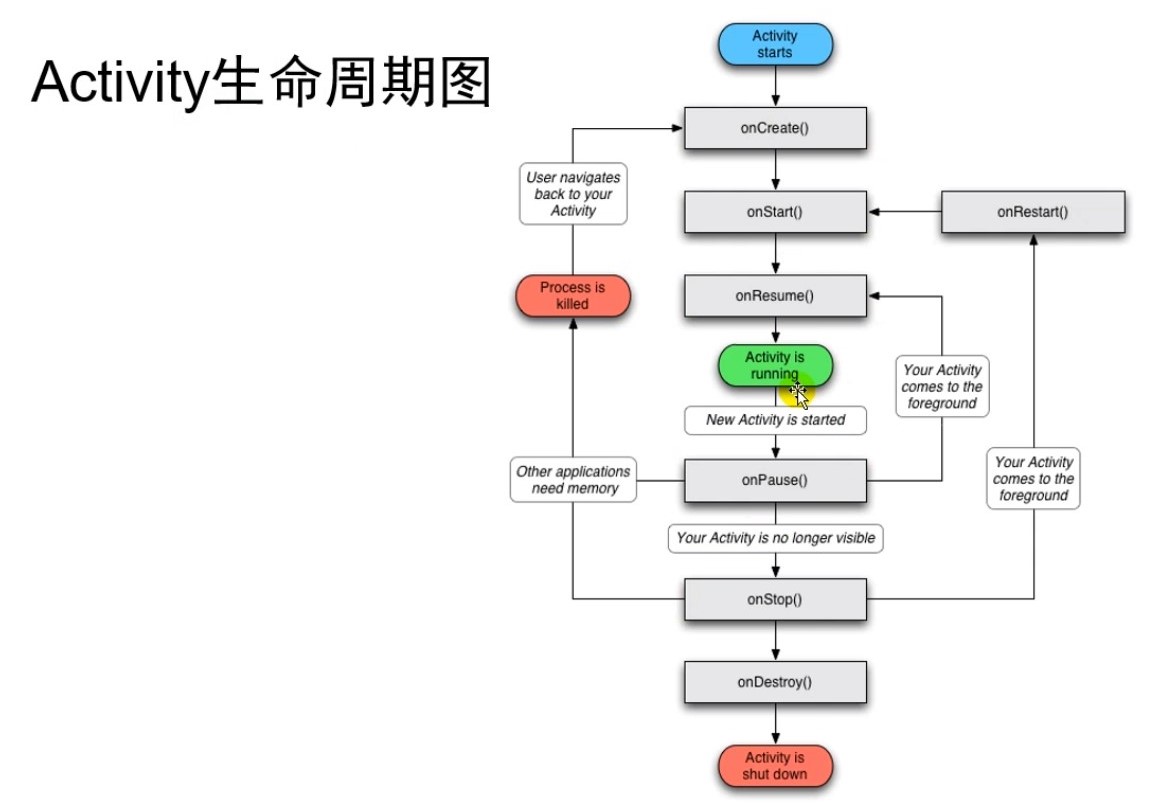 Activity生命周期图
Activity
starts
onCreate()
User navigates
back to your
Activity
onStart()
onRestart()
Process is
killed
onResume()
Activity is
running
Your Activity
comes to the
foreground
New Activity is started
Other applications
need memory
onPause()
Your Activity
comes to the
foreground
Your Activity is no longer visible
onStop()
onDestroy()
Activity is
shut down